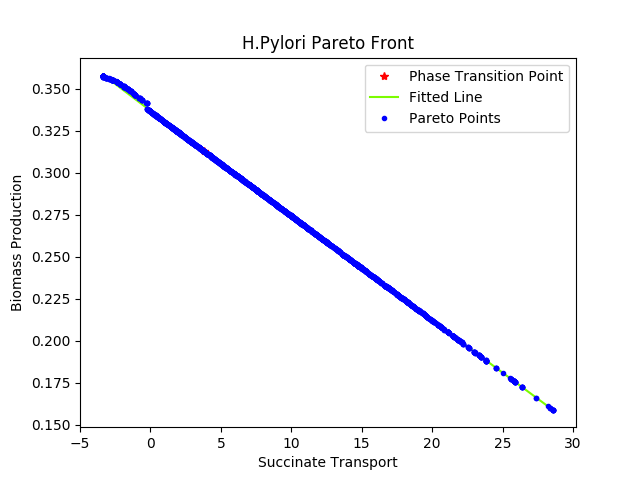 H.Pylori Pareto Front
Phase Transition Point
Fitted Line
Pareto Points
Biomass Production
0.350
0.325
0.300
0.275
0.250
0.225
0.200
0.175
0.150
−5 0 5 10 15 20 25 30
Succinate Transport